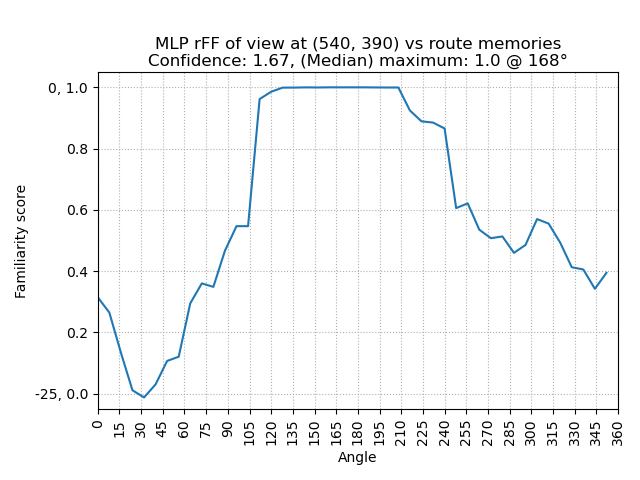 MLP rFF of view at (540, 390) vs route memories
Confidence: 1.67, (Median) maximum: 1.0 @ 168°
Familiarity score
0, 1.0
0.8
0.6
0.4
0.2
-25, 0.0
0 15 30 45 60 75 90 105 120 135 150 165 180 195 210 225 240 255 270 285 300 315 330 345 360
Angle